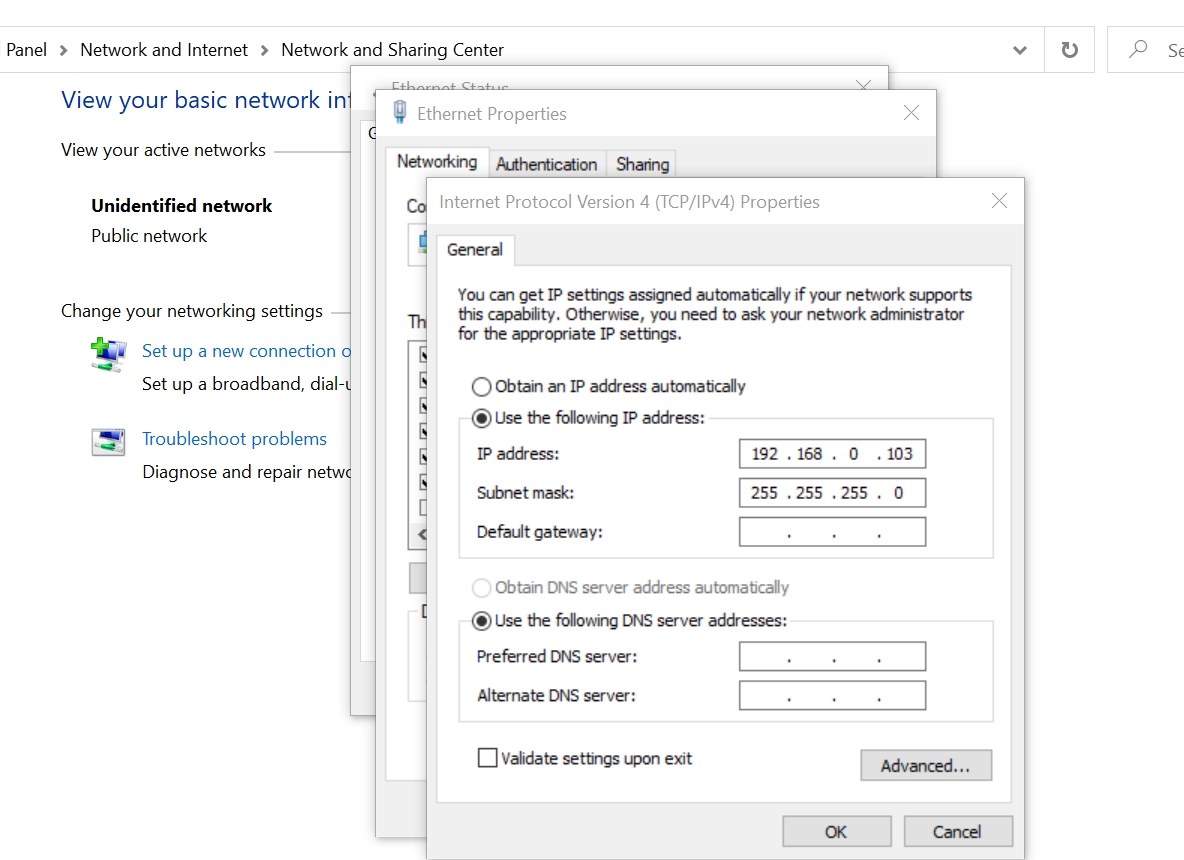 Panel > Network and Internet > Network and Sharing Center
View your basic network inf
View your active networks
Unidentified network
Public network
Change your networking settings
Set up a new connection o
Set up a broadband, dial-u
Troubleshoot problems
Diagnose and repair netwo
Ethernet Status
Ethernet Properties
Networking Authentication Sharing
Co
Th
Internet Protocol Version 4 (TCP/IPv4) Properties
General
You can get IP settings assigned automatically if your network supports
this capability. Otherwise, you need to ask your network administrator
for the appropriate IP settings.
Obtain an IP address automatically
Use the following IP address:
IP address: 192 . 168 . 0 . 103
Subnet mask: 255 . 255 . 255 . 0
Default gateway: . . .
Obtain DNS server address automatically
Use the following DNS server addresses:
Preferred DNS server: . . .
Alternate DNS server: . . .
Validate settings upon exit
Advanced...
OK Cancel